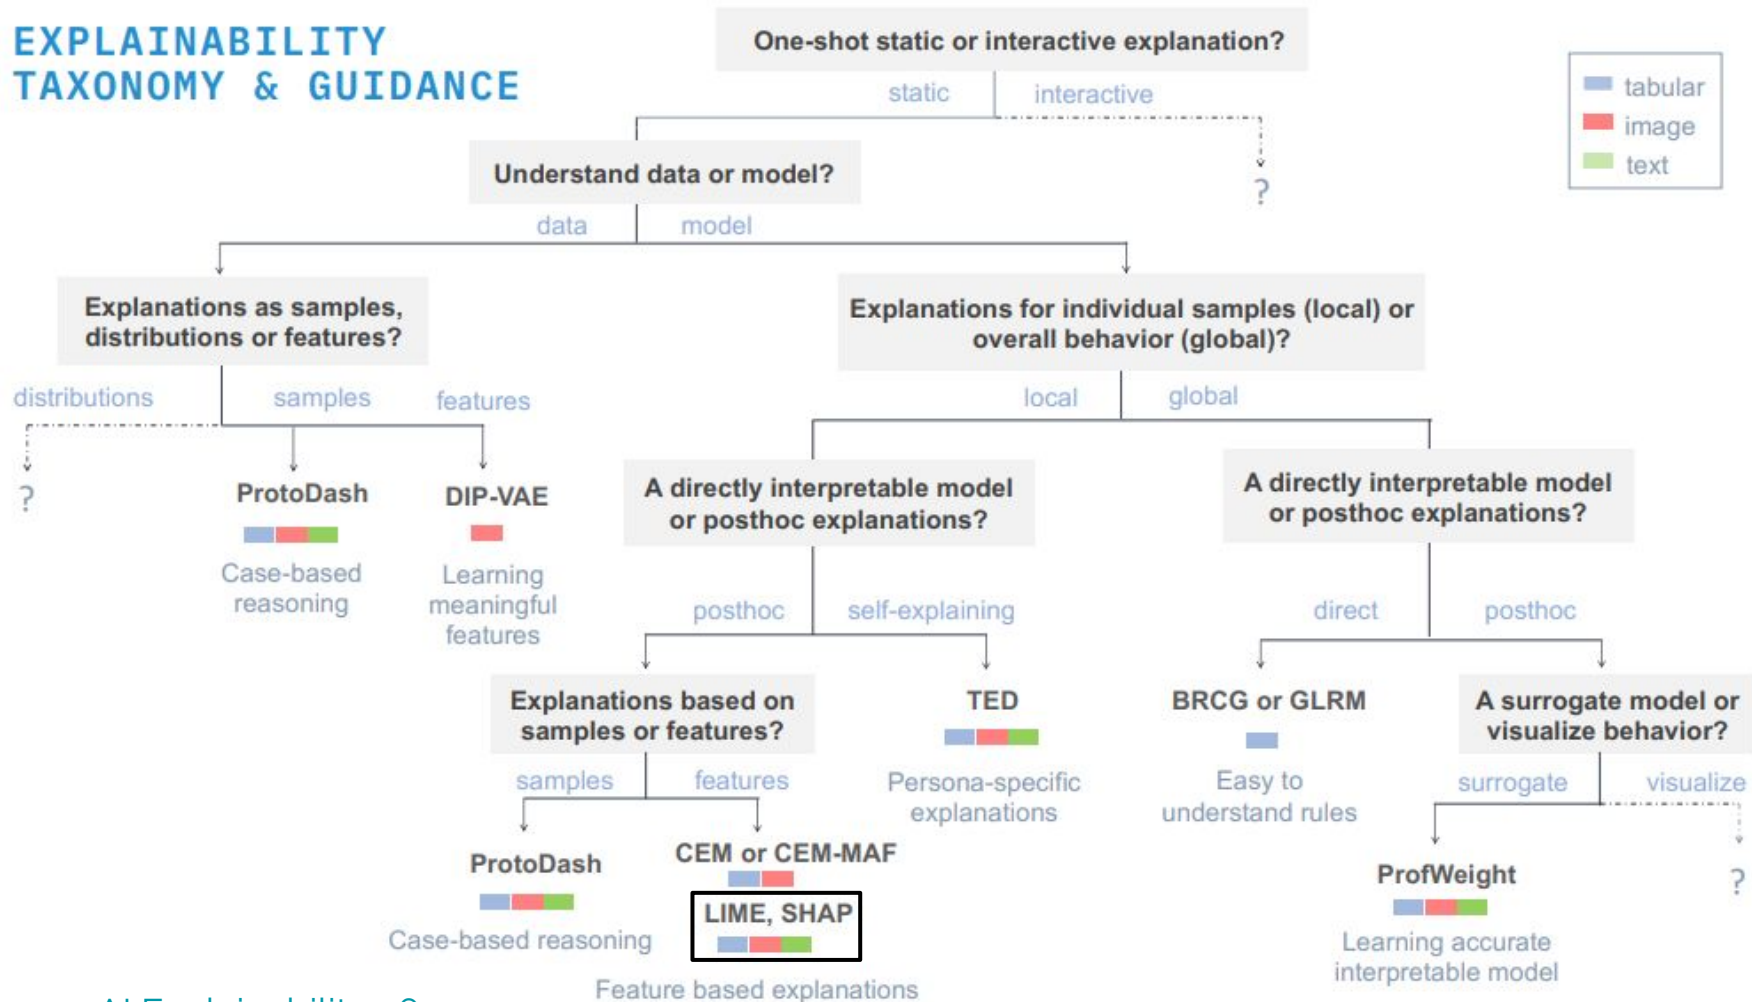 EXPLAINABILITY
TAXONOMY & GUIDANCE
One-shot static or interactive explanation?
static
interactive
tabular
image
text
Understand data or model?
?
data
model
Explanations as samples,
distributions or features?
Explanations for individual samples (local) or
overall behavior (global)?
distributions
samples
features
local
global
?
ProtoDash
Case-based
reasoning
DIP-VAE
Learning
meaningful
features
A directly interpretable model
or posthoc explanations?
A directly interpretable model
or posthoc explanations?
posthoc
self-explaining
direct
posthoc
Explanations based on
samples or features?
TED
Persona-specific
explanations
BRCG or GLRM
Easy to
understand rules
A surrogate model or
visualize behavior?
samples
features
surrogate
visualize
ProtoDash
Case-based reasoning
CEM or CEM-MAF
LIME, SHAP
Feature based explanations
ProfWeight
Learning accurate
interpretable model
?